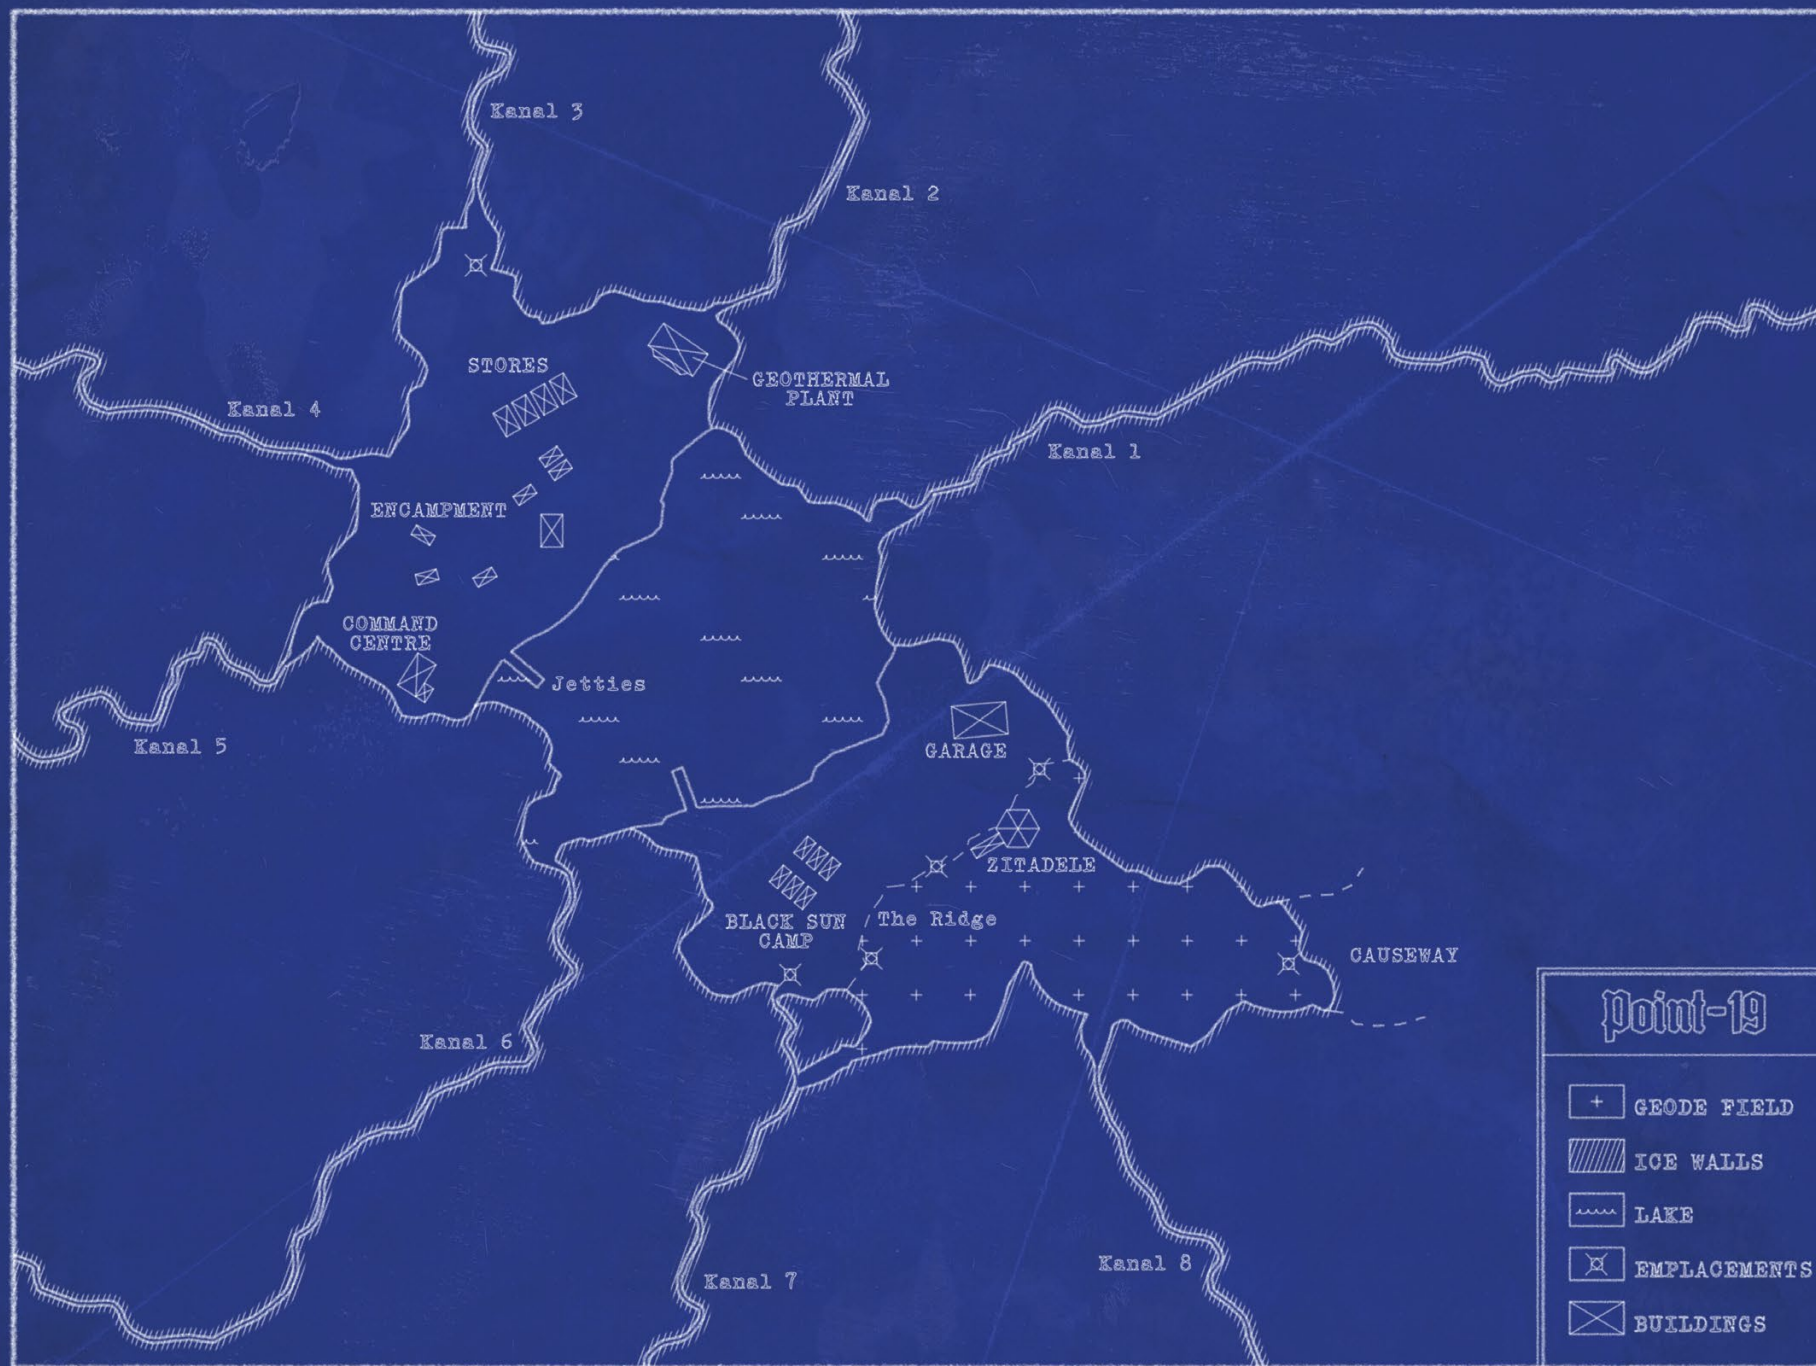 Kanal 3
Kanal 2
STORES
GEOTHERMAL
PLANT
Kanal 4
Kanal 1
ENCAMPMENT
COMMAND
CENTRE
Jetties
Kanal 5
GARAGE
ZITADELE
BLACK SUN
CAMP
The Ridge
CAUSEWAY
Kanal 6
Kanal 7
Kanal 8
Point-19
GEODE FIELD
ICE WALLS
LAKE
EMPLACEMENTS
BUILDINGS